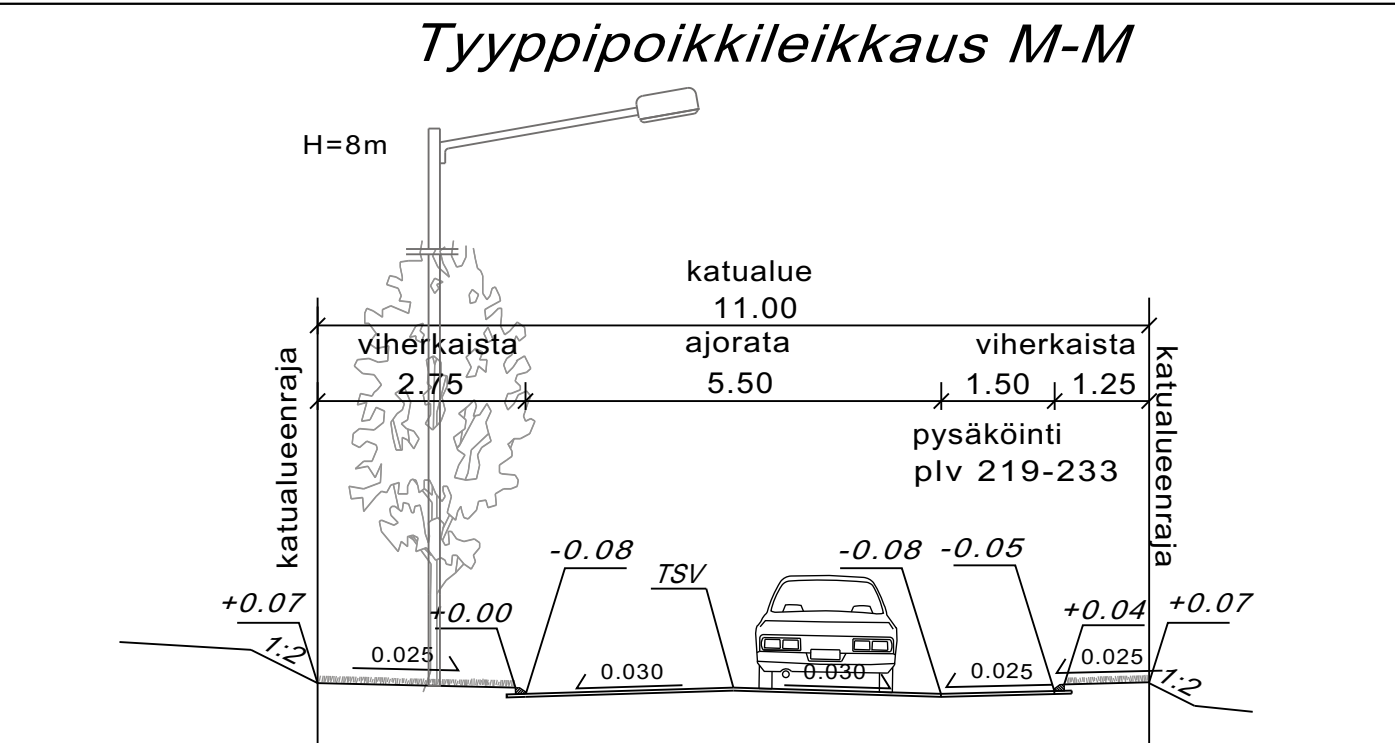 Tyyppipoikkileikkaus M-M
H=8m
katualue
11.00
viherkaista
ajorata
viherkaista
2.75
5.50
1.50
1.25
katualueenraja
katualueenraja
pysäköinti
plv 219-233
-0.08
TSV
-0.08
-0.05
+0.07
+0.00
+0.04
+0.07
1:2
0.025
0.030
0.030
0.025
0.025
1:2